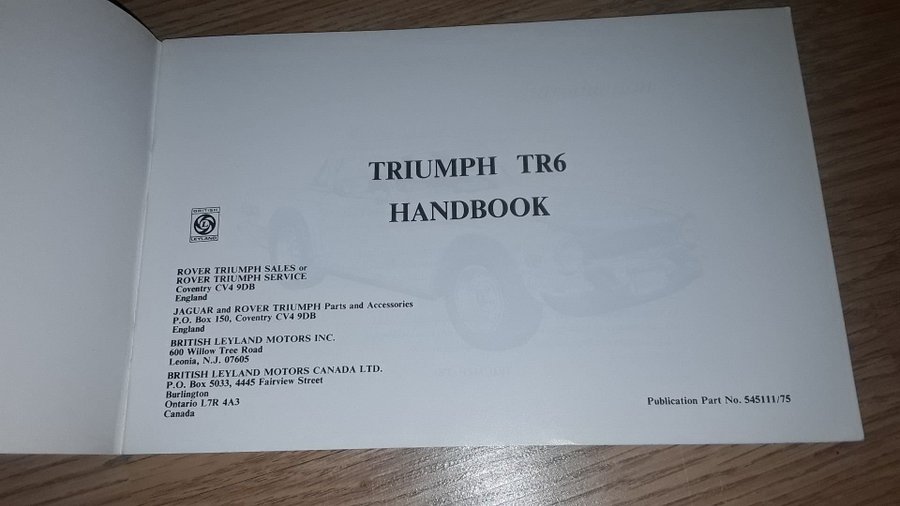 TRIUMPH TR6
HANDBOOK
BRITISH
L
LEYLAND
ROVER TRIUMPH SALES or
ROVER TRIUMPH SERVICE
Coventry CV4 9DB
England
JAGUAR and ROVER TRIUMPH Parts and Accessories
P.O. Box 150, Coventry CV4 9DB
England
BRITISH LEYLAND MOTORS INC.
600 Willow Tree Road
Leonia, N.J. 07605
BRITISH LEYLAND MOTORS CANADA LTD.
P.O. Box 5033, 4445 Fairview Street
Burlington
Ontario L7R 4A3
Canada
Publication Part No. 545111/75